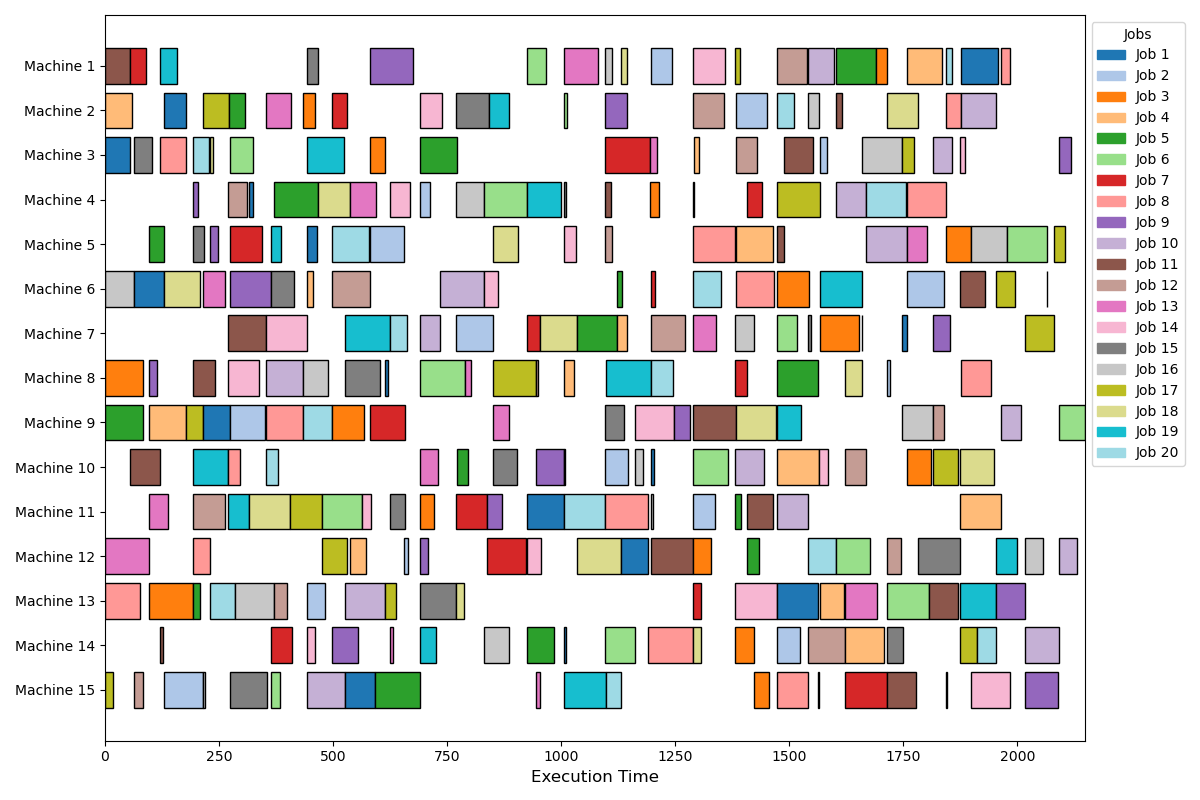 Machine 1
Machine 2
Machine 3
Machine 4
Machine 5
Machine 6
Machine 7
Machine 8
Machine 9
Machine 10
Machine 11
Machine 12
Machine 13
Machine 14
Machine 15
0 250 500 750 1000 1250 1500 1750 2000
Execution Time
Jobs
Job 1
Job 2
Job 3
Job 4
Job 5
Job 6
Job 7
Job 8
Job 9
Job 10
Job 11
Job 12
Job 13
Job 14
Job 15
Job 16
Job 17
Job 18
Job 19
Job 20